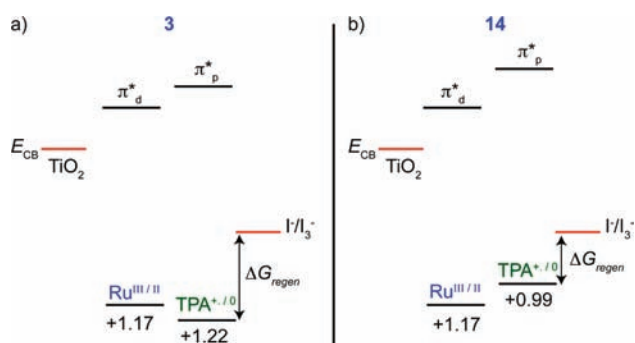 a)
3
π*d
π*p
ECB
TiO2
I-/I3-
ΔGregen
RuIII / II
TPA+. / 0
+1.17
+1.22
b)
14
π*d
π*p
ECB
TiO2
I-/I3-
ΔGregen
RuIII / II
TPA+. / 0
+0.99
+1.17